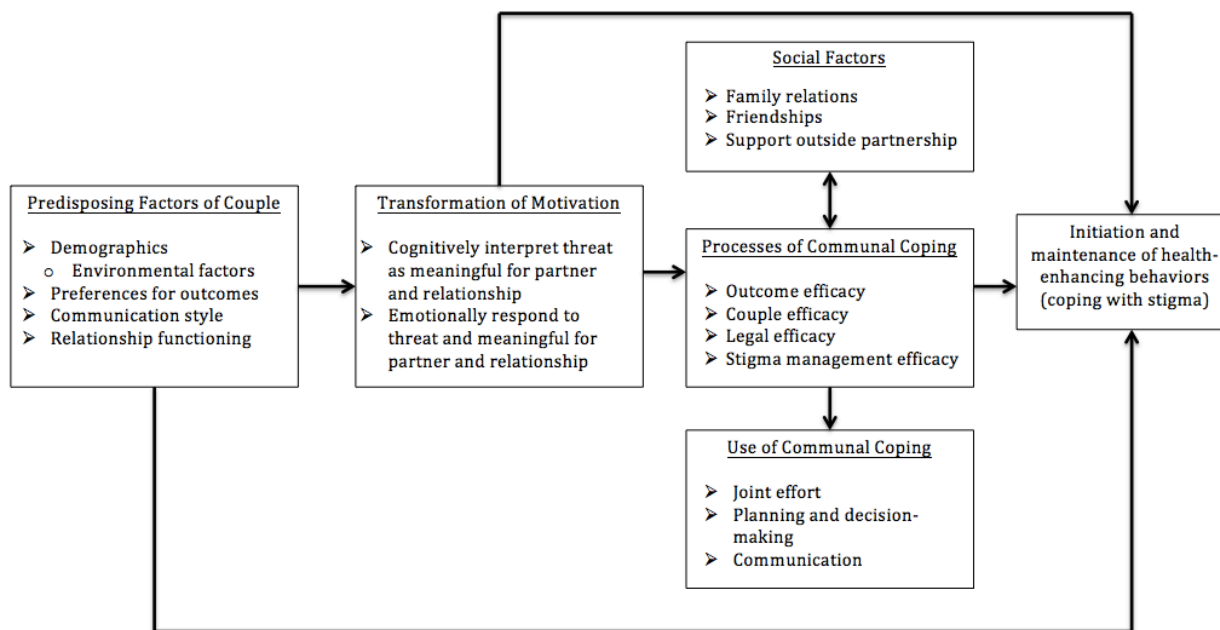 Social Factors
➢ Family relations
➢ Friendships
➢ Support outside partnership
Predisposing Factors of Couple
➢ Demographics
o Environmental factors
➢ Preferences for outcomes
➢ Communication style
➢ Relationship functioning
Transformation of Motivation
➢ Cognitively interpret threat
as meaningful for partner
and relationship
➢ Emotionally respond to
threat and meaningful for
partner and relationship
Processes of Communal Coping
➢ Outcome efficacy
➢ Couple efficacy
➢ Legal efficacy
➢ Stigma management efficacy
Initiation and
maintenance of health-
enhancing behaviors
(coping with stigma)
Use of Communal Coping
➢ Joint effort
➢ Planning and decision-
making
➢ Communication